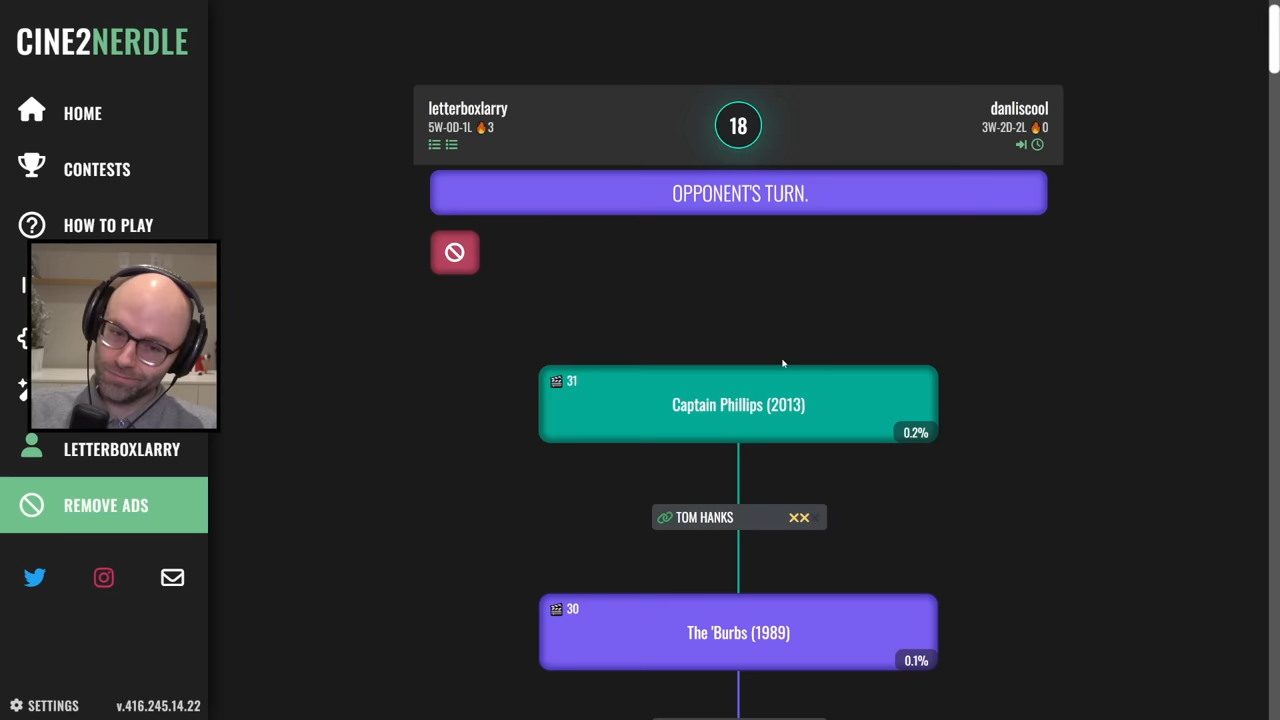 CINE2NERDLE
HOME
CONTESTS
HOW TO PLAY
LETTERBOXLARRY
REMOVE ADS
SETTINGS
v.416.245.14.22
letterboxlarry
5W-0D-1L 🔥3
18
danliscool
3W-2D-2L 🔥0
OPPONENT'S TURN.
31
Captain Phillips (2013)
0.2%
TOM HANKS
30
The 'Burbs (1989)
0.1%